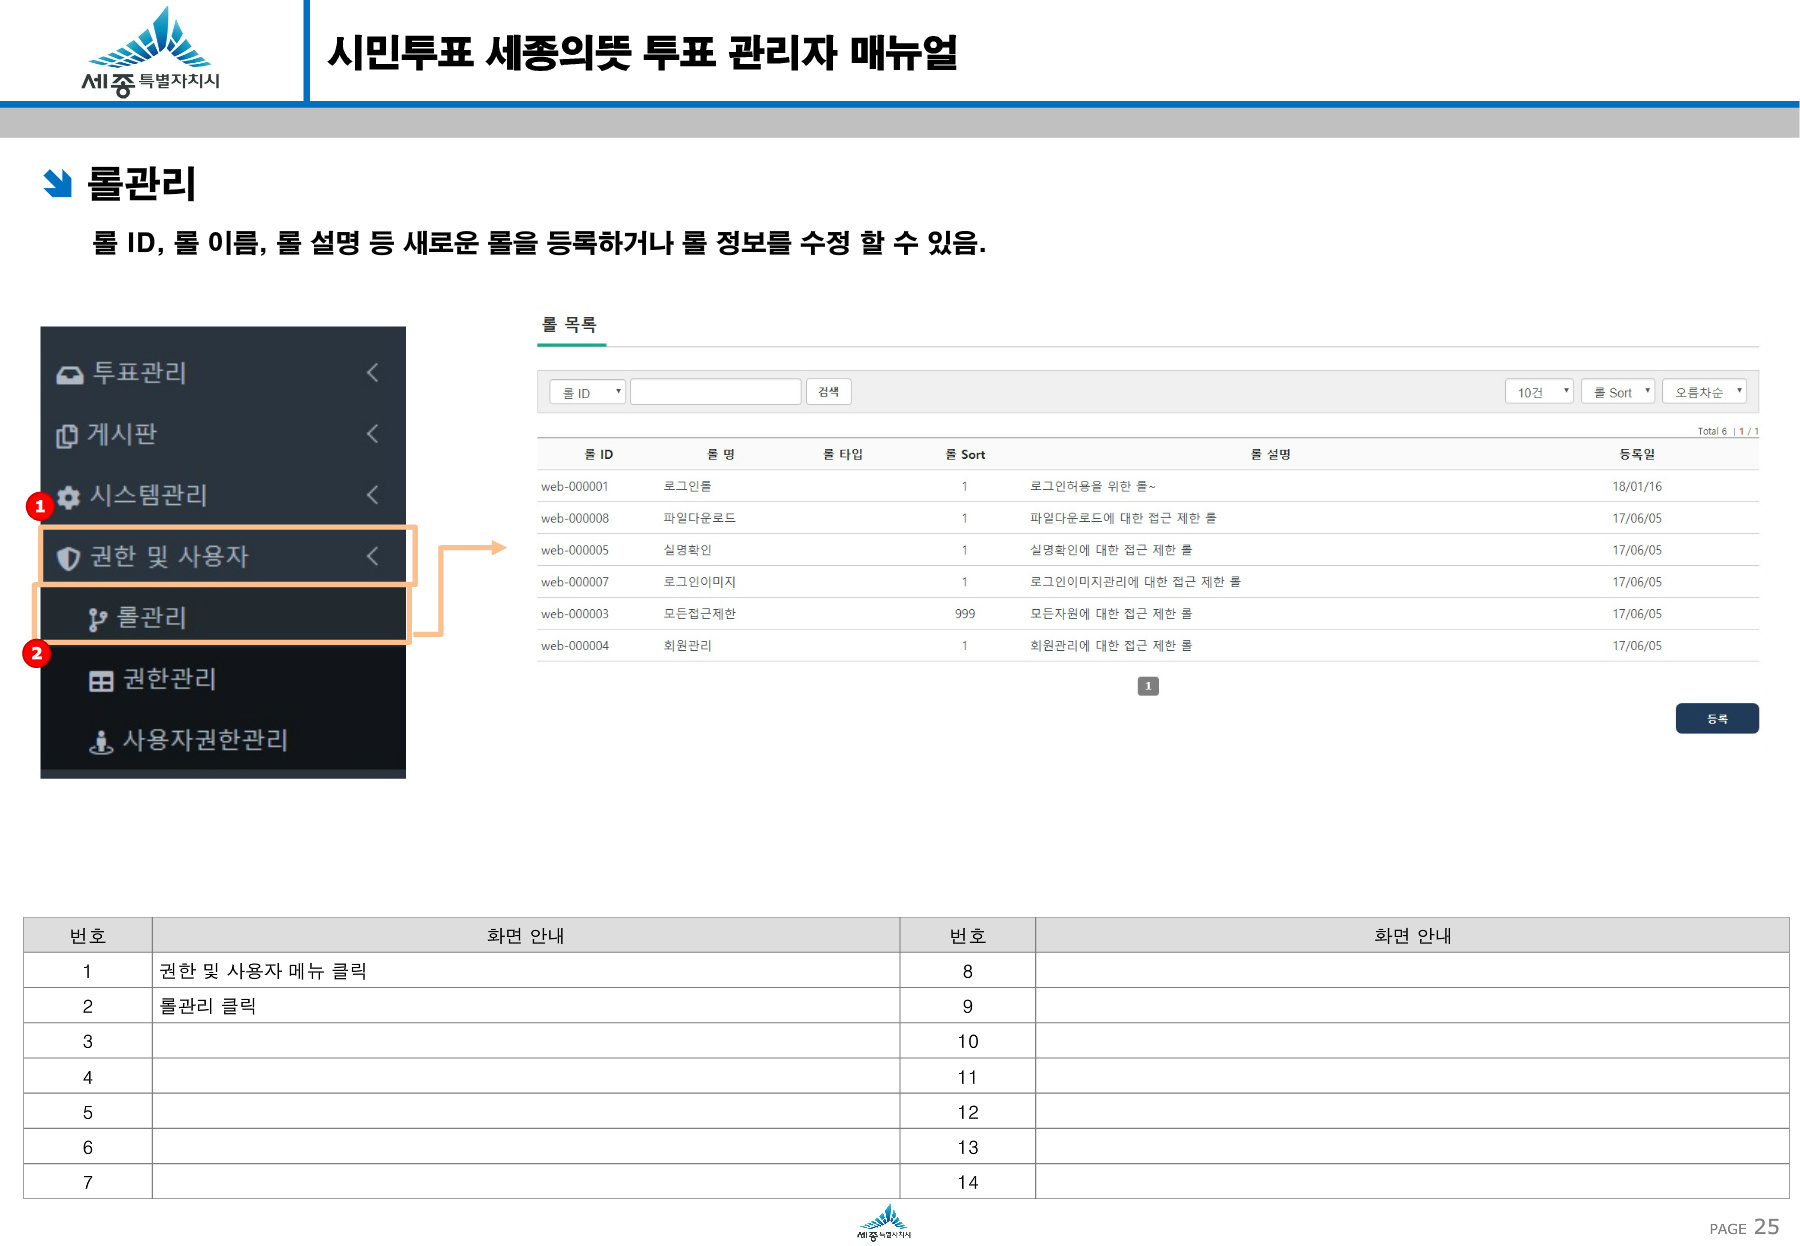 세종특별자치시
시민투표 세종의뜻 투표 관리자 매뉴얼
롤관리
롤 ID, 롤 이름, 롤 설명 등 새로운 롤을 등록하거나 롤 정보를 수정 할 수 있음.
투표관리
게시판
시스템관리
1
권한 및 사용자
롤관리
2
권한관리
사용자권한관리
롤 목록
롤 ID 검색 10건 롤 Sort 오름차순
Total 6 | 1 / 1
롤 ID 롤 명 롤 타입 롤 Sort 롤 설명 등록일
web-000001 로그인롤 1 로그인허용을 위한 롤~ 18/01/16
web-000008 파일다운로드 1 파일다운로드에 대한 접근 제한 롤 17/06/05
web-000005 실명확인 1 실명확인에 대한 접근 제한 롤 17/06/05
web-000007 로그인이미지 1 로그인이미지관리에 대한 접근 제한 롤 17/06/05
web-000003 모든접근제한 999 모든자원에 대한 접근 제한 롤 17/06/05
web-000004 회원관리 1 회원관리에 대한 접근 제한 롤 17/06/05
1
등록
번호 화면 안내 번호 화면 안내
1 권한 및 사용자 메뉴 클릭 8
2 롤관리 클릭 9
3 10
4 11
5 12
6 13
7 14
세종특별자치시
PAGE 25